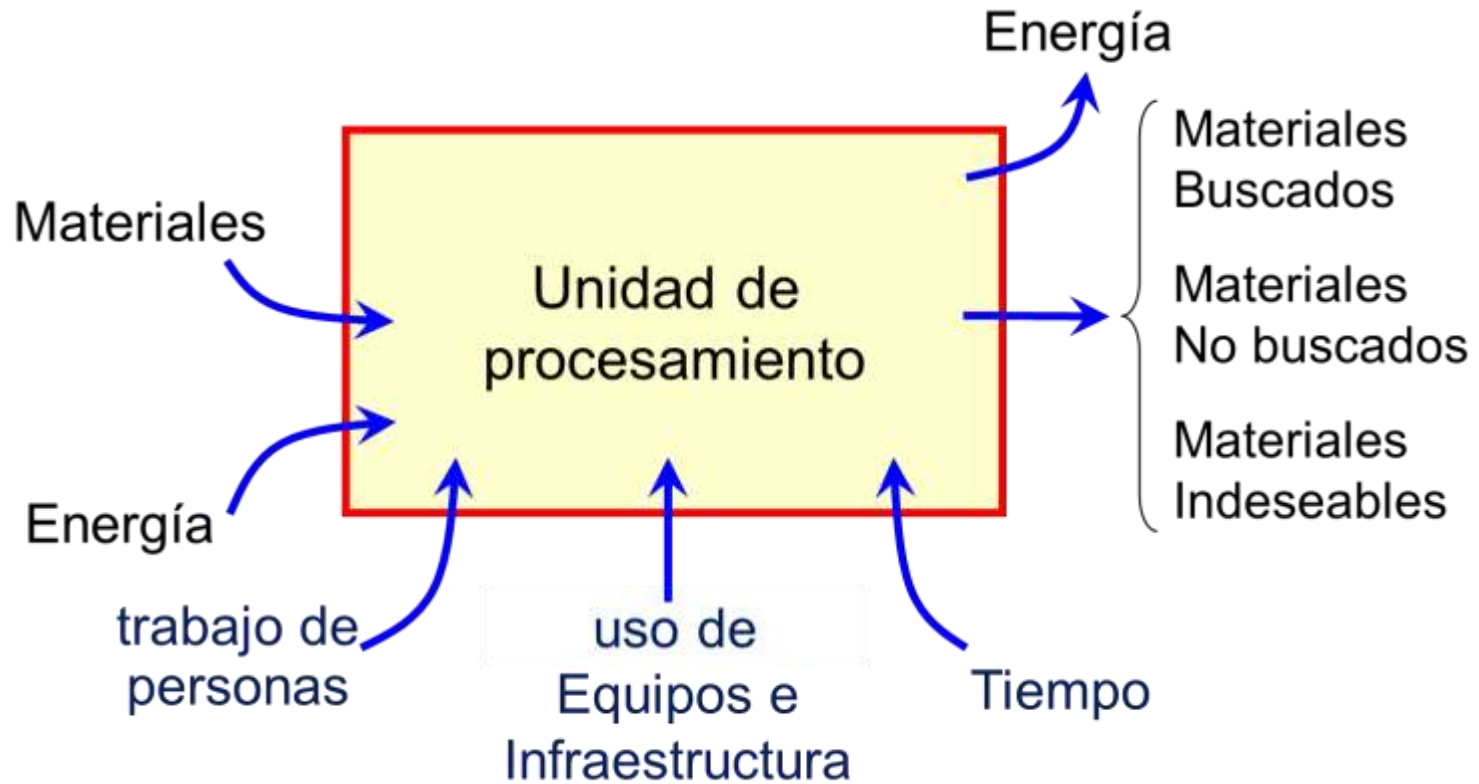 Energía
Materiales
Buscados
Materiales
Unidad de
procesamiento
Materiales
No buscados
Materiales
Indeseables
Energía
trabajo de
personas
uso de
Equipos e
Infraestructura
Tiempo